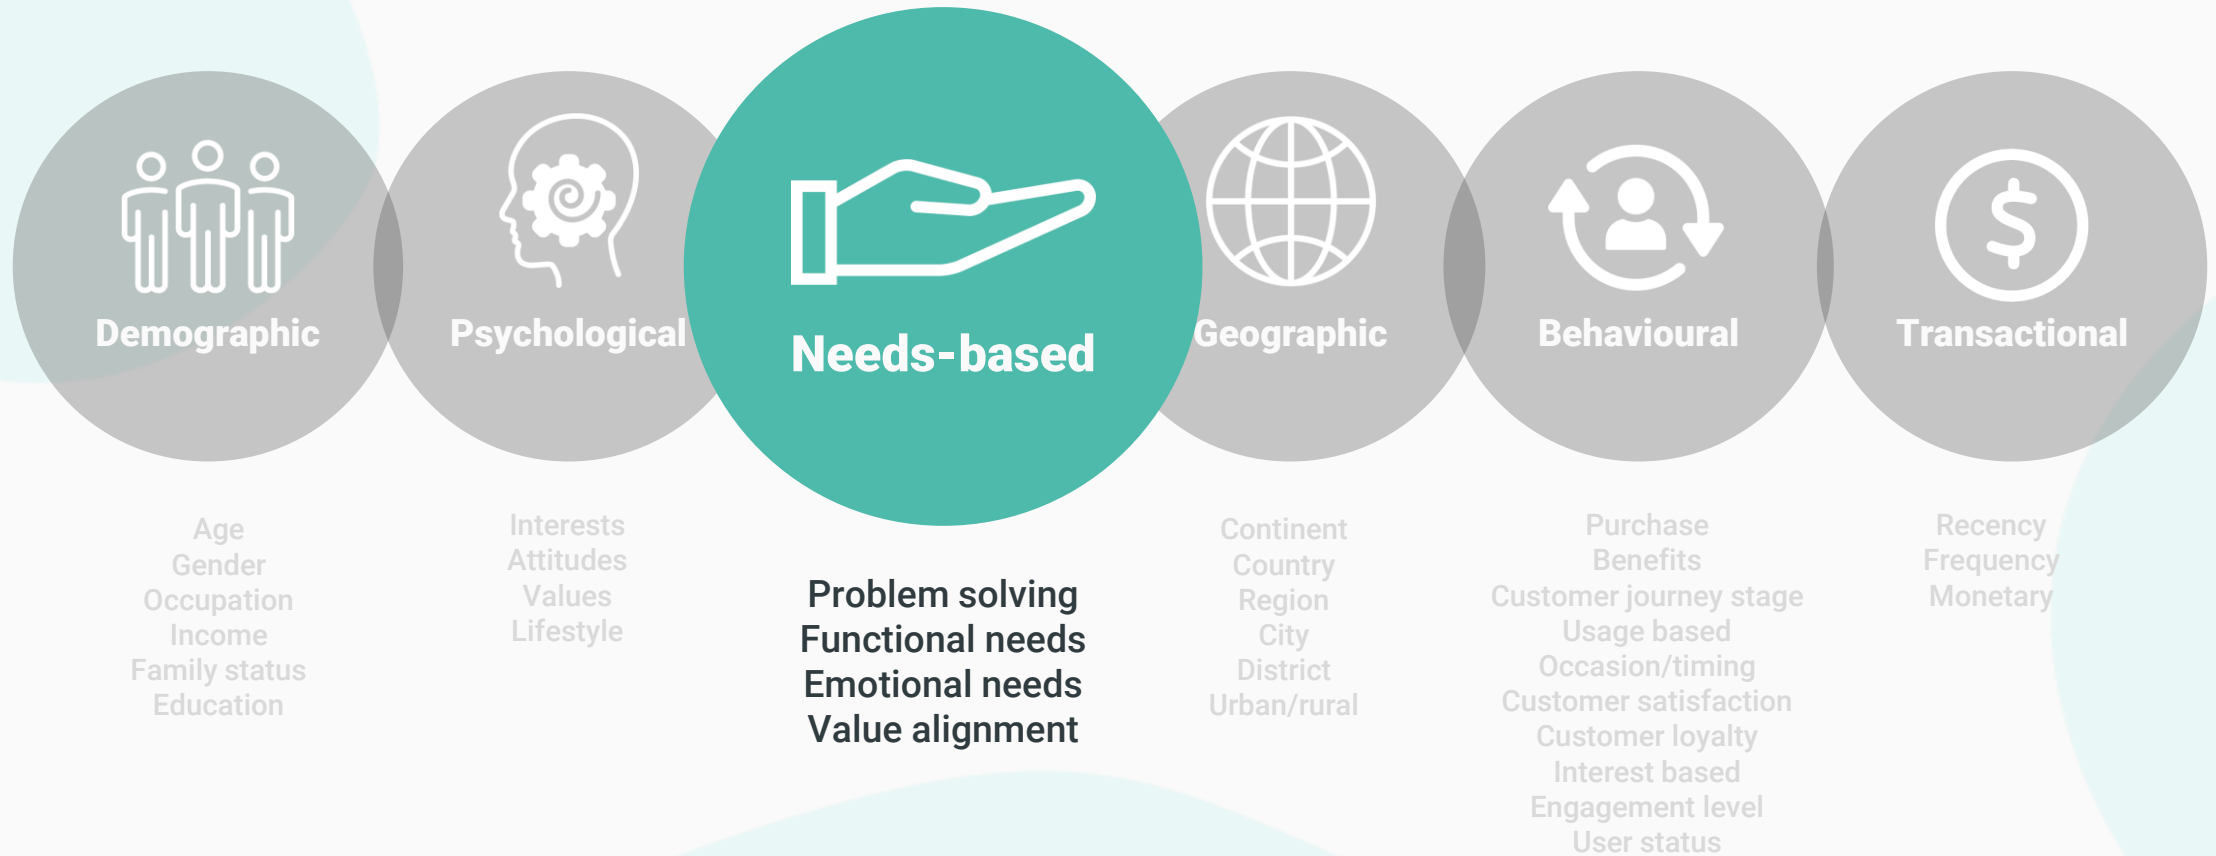 Demographic
Age
Gender
Occupation
Income
Family status
Education
Psychological
Interests
Attitudes
Values
Lifestyle
Needs-based
Problem solving
Functional needs
Emotional needs
Value alignment
Geographic
Continent
Country
Region
City
District
Urban/rural
Behavioural
Purchase
Benefits
Customer journey stage
Usage based
Occasion/timing
Customer satisfaction
Customer loyalty
Interest based
Engagement level
User status
Transactional
$
Recency
Frequency
Monetary